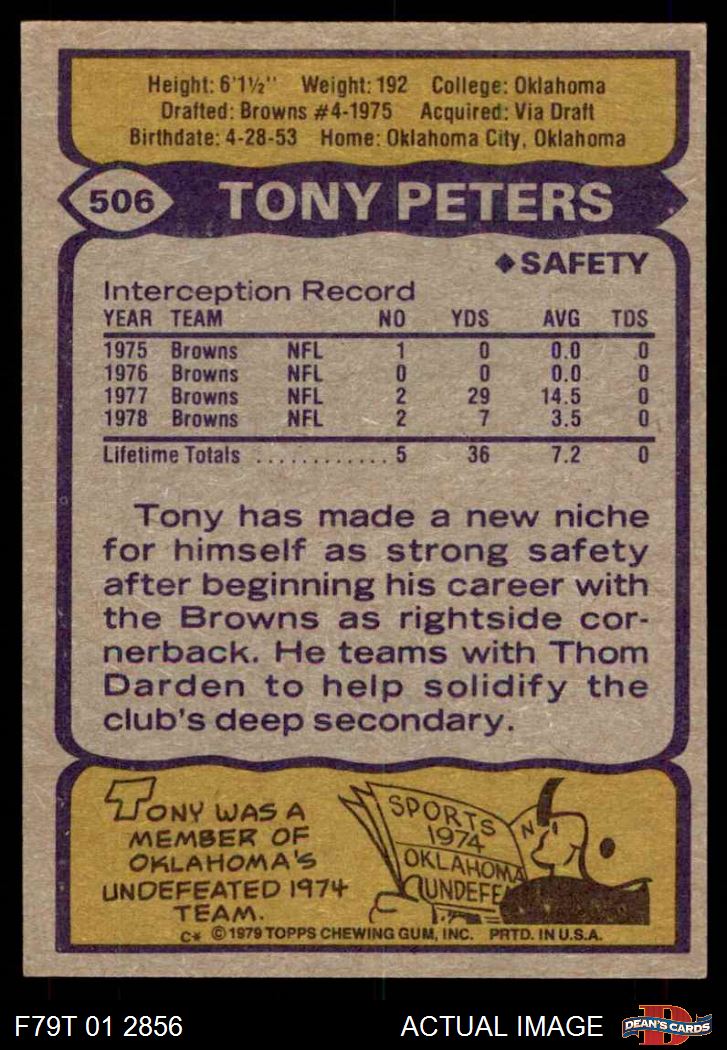 Height: 6'1½" Weight: 192 College: Oklahoma
Drafted: Browns #4-1975 Acquired: Via Draft
Birthdate: 4-28-53 Home: Oklahoma City, Oklahoma
506 TONY PETERS
◆SAFETY
Interception Record
YEAR TEAM NO YDS AVG TDS
1975 Browns NFL 1 0 0.0 0
1976 Browns NFL 0 0 0.0 0
1977 Browns NFL 2 29 14.5 0
1978 Browns NFL 2 7 3.5 0
Lifetime Totals ............ 5 36 7.2 0
Tony has made a new niche
for himself as strong safety
after beginning his career with
the Browns as rightside cor-
nerback. He teams with Thom
Darden to help solidify the
club's deep secondary.
TONY WAS A
MEMBER OF
OKLAHOMA'S
UNDEFEATED 1974
TEAM.
SPORTS
1974
OKLAHOMA
UNDEFE
N
C* © 1979 TOPPS CHEWING GUM, INC. PRTD. IN U.S.A.
F79T 01 2856 ACTUAL IMAGE
D
DEAN'S CARDS